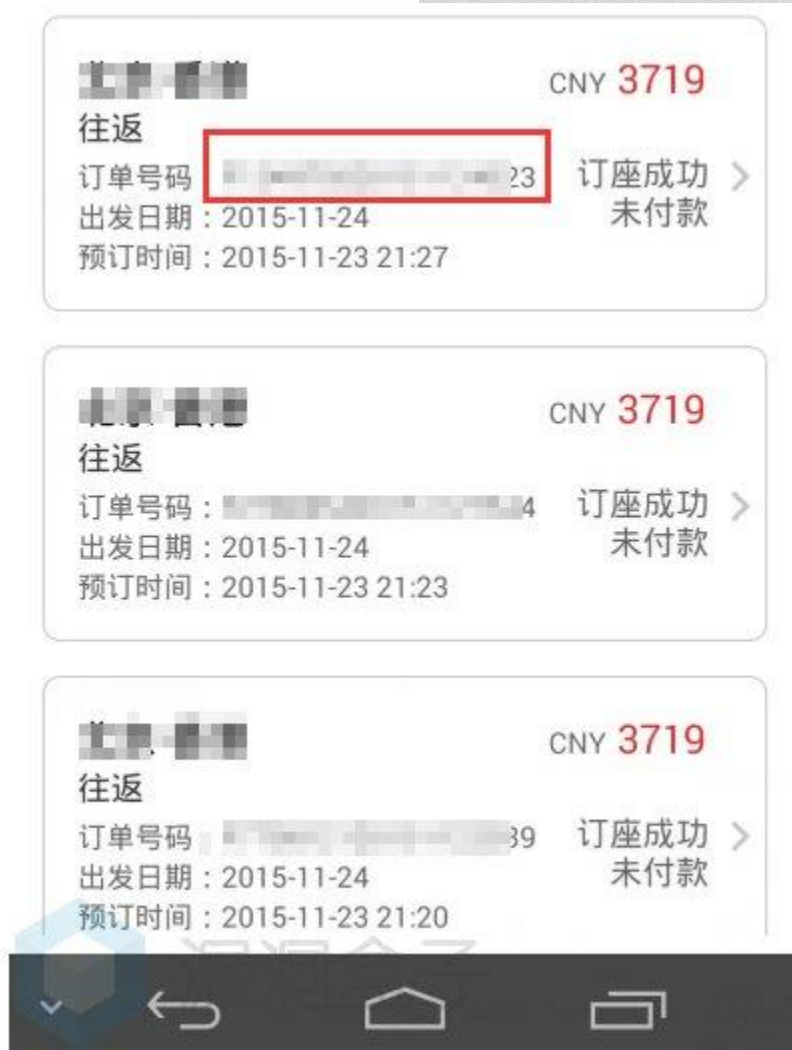 CNY 3719
往返
订单号码 23
订座成功
未付款
出发日期：2015-11-24
预订时间：2015-11-23 21:27
CNY 3719
往返
订单号码： 4
订座成功
未付款
出发日期：2015-11-24
预订时间：2015-11-23 21:23
CNY 3719
往返
订单号码 39
订座成功
未付款
出发日期：2015-11-24
预订时间：2015-11-23 21:20